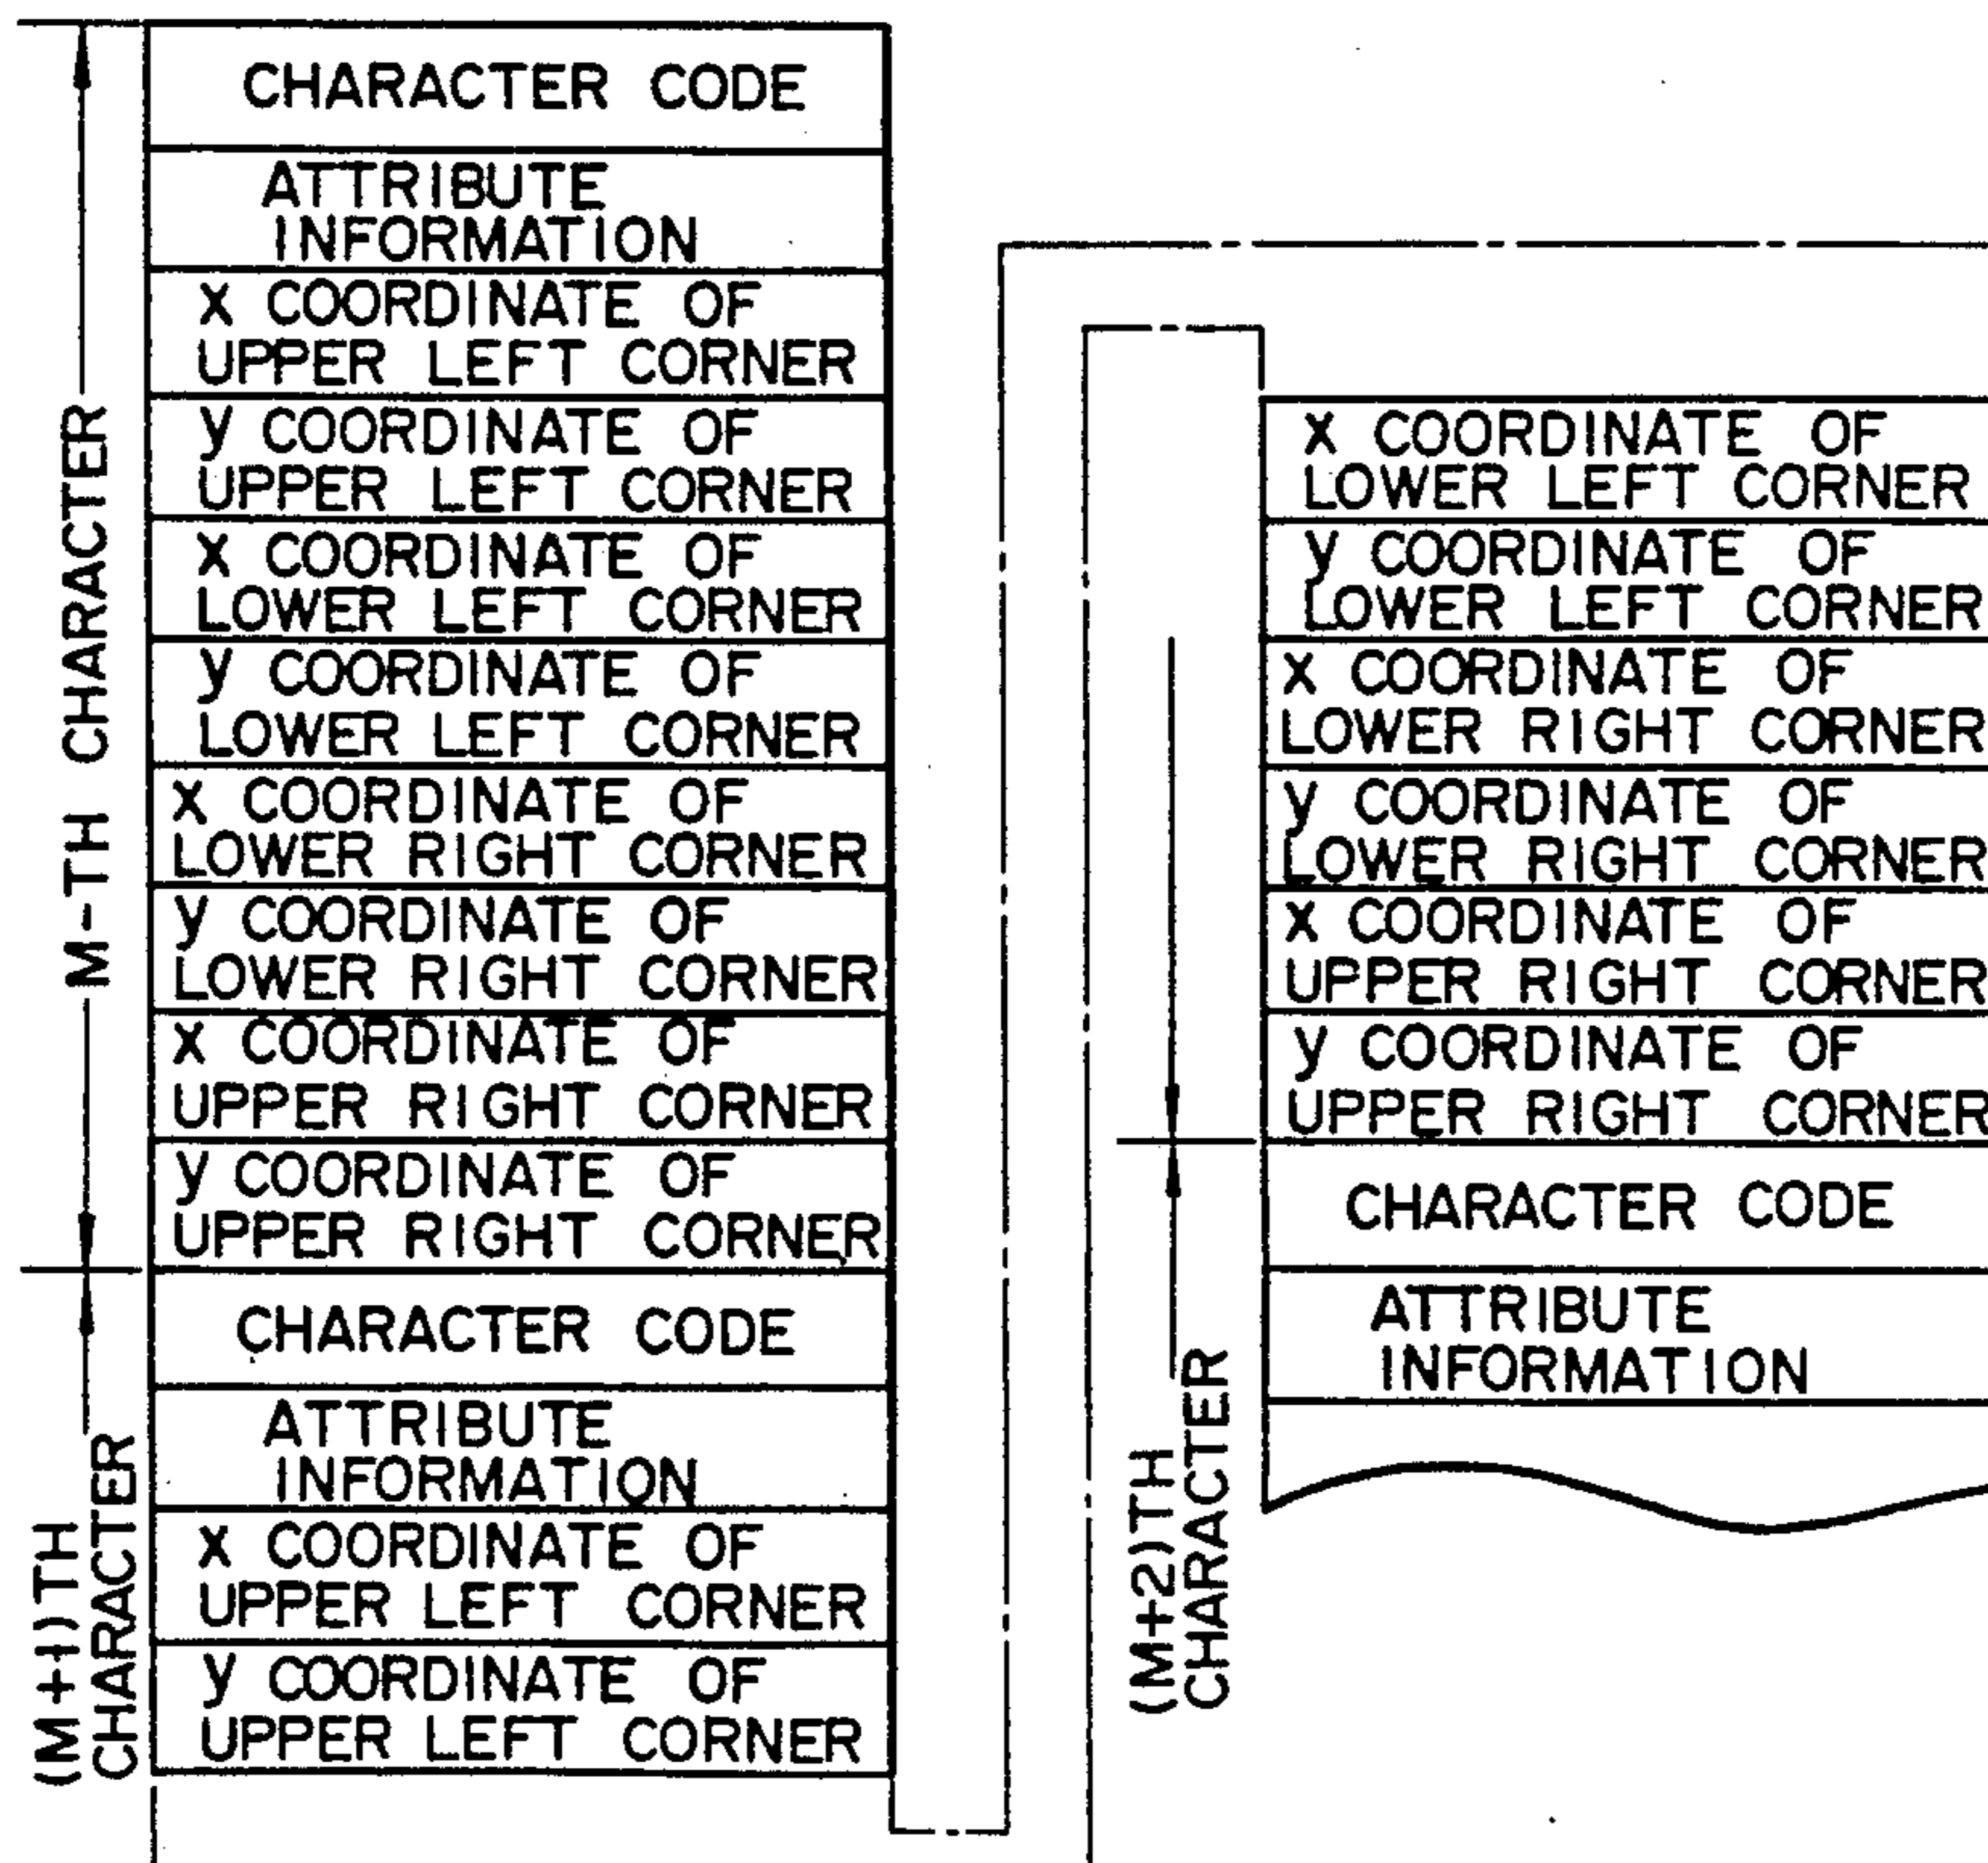 CHARACTER CODE
ATTRIBUTE
INFORMATION
x COORDINATE OF
UPPER LEFT CORNER
y COORDINATE OF
UPPER LEFT CORNER
x COORDINATE OF
LOWER LEFT CORNER
y COORDINATE OF
LOWER LEFT CORNER
x COORDINATE OF
LOWER RIGHT CORNER
y COORDINATE OF
LOWER RIGHT CORNER
x COORDINATE OF
UPPER RIGHT CORNER
y COORDINATE OF
UPPER RIGHT CORNER
CHARACTER CODE
ATTRIBUTE
INFORMATION
x COORDINATE OF
UPPER LEFT CORNER
y COORDINATE OF
UPPER LEFT CORNER
M-TH CHARACTER
(M+1)TH
CHARACTER
x COORDINATE OF
LOWER LEFT CORNER
y COORDINATE OF
LOWER LEFT CORNER
x COORDINATE OF
LOWER RIGHT CORNER
y COORDINATE OF
LOWER RIGHT CORNER
x COORDINATE OF
UPPER RIGHT CORNER
y COORDINATE OF
UPPER RIGHT CORNER
CHARACTER CODE
ATTRIBUTE
INFORMATION
(M+2)TH
CHARACTER